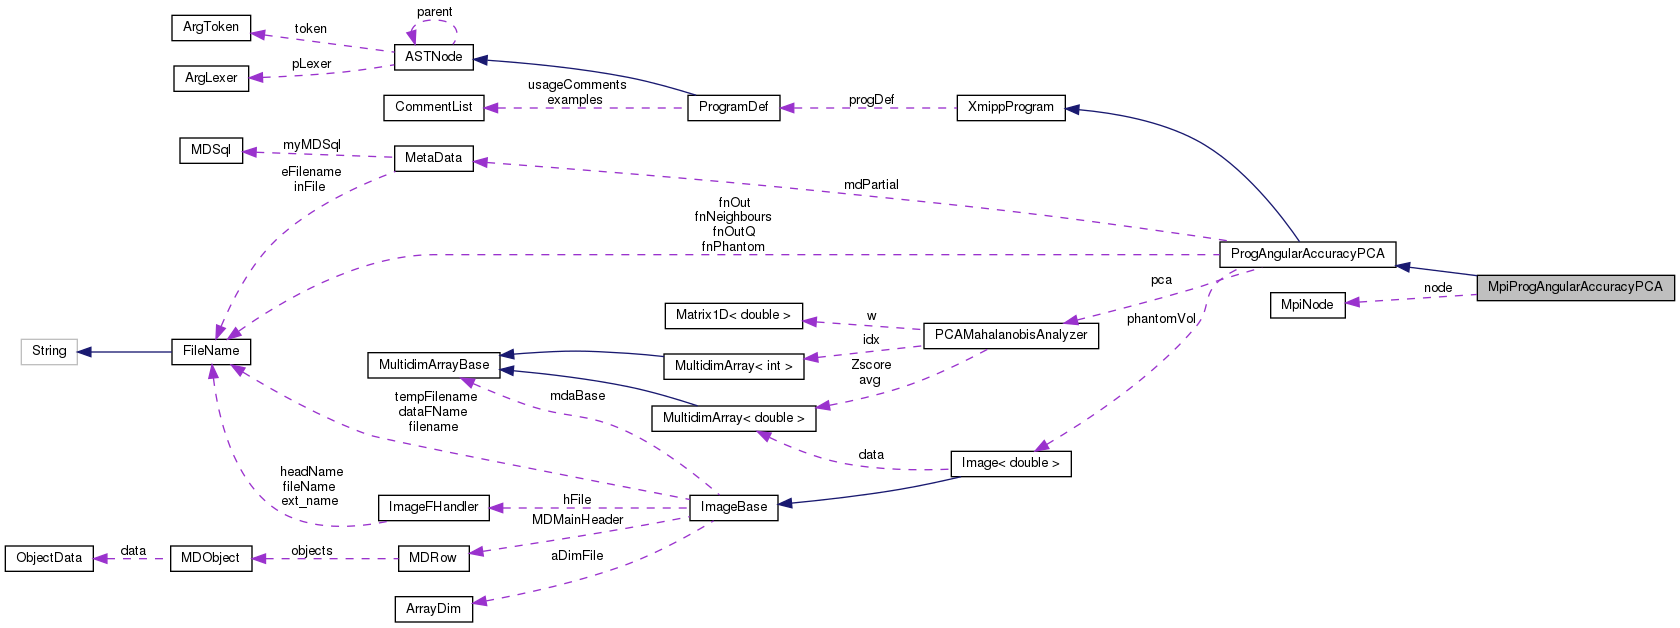 parent
ArgToken
token
ASTNode
pLexer
ArgLexer
usageComments
examples
CommentList
ProgramDef
progDef
XmippProgram
MDSql
myMDSql
MetaData
eFilename
inFile
mdPartial
fnOut
fnNeighbours
fnOutQ
fnPhantom
ProgAngularAccuracyPCA
MpiProgAngularAccuracyPCA
node
MpiNode
pca
phantomVol
Matrix1D< double >
w
PCAMahalanobisAnalyzer
idx
String
FileName
MultidimArrayBase
MultidimArray< int >
Zscore
avg
mdaBase
tempFilename
dataFName
filename
MultidimArray< double >
data
Image< double >
headName
fileName
ext_name
ImageFHandler
hFile
ImageBase
MDMainHeader
ObjectData
data
MDObject
objects
MDRow
aDimFile
ArrayDim